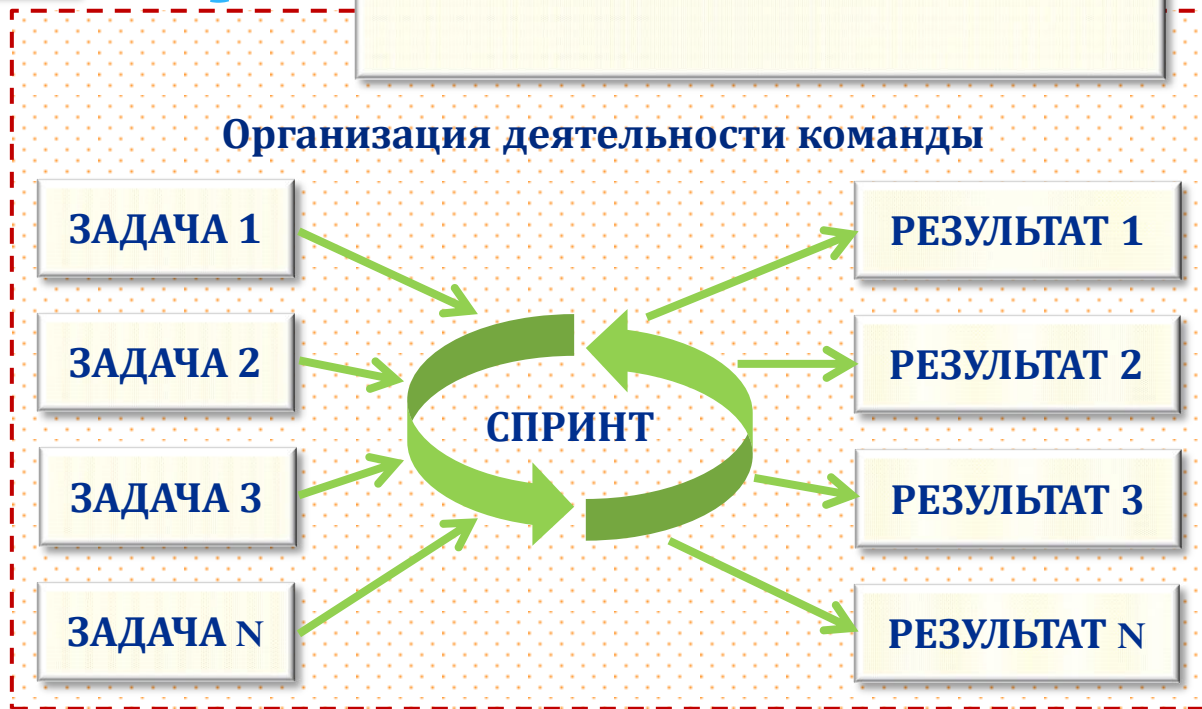 Организация деятельности команды
ЗАДАЧА 1
РЕЗУЛЬТАТ 1
ЗАДАЧА 2
РЕЗУЛЬТАТ 2
СПРИНТ
ЗАДАЧА 3
РЕЗУЛЬТАТ 3
ЗАДАЧА N
РЕЗУЛЬТАТ N